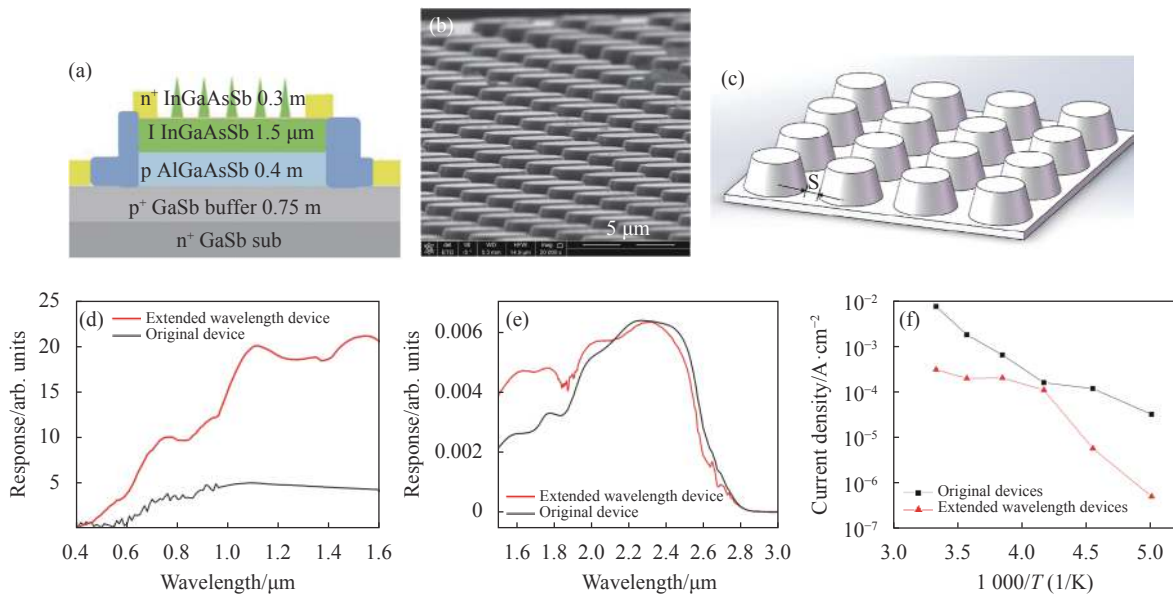 (a)
n⁺ InGaAsSb 0.3 m
I InGaAsSb 1.5 μm
p AlGaAsSb 0.4 m
p⁺ GaSb buffer 0.75 m
n⁺ GaSb sub
(b)
5 μm
(c)
S
(d)
Extended wavelength device
Original device
Response/arb. units
25
20
15
10
5
0.4 0.6 0.8 1.0 1.2 1.4 1.6
Wavelength/μm
(e)
Extended wavelength device
Original device
Response/arb. units
0.006
0.004
0.002
0
1.6 1.8 2.0 2.2 2.6 3.0
Wavelength/μm
(f)
Original devices
Extended wavelength devices
Current density/A·cm⁻²
10⁻²
10⁻³
10⁻⁴
10⁻⁵
10⁻⁶
10⁻⁷
3.0 3.5 4.0 4.5 5.0
1 000/T (1/K)